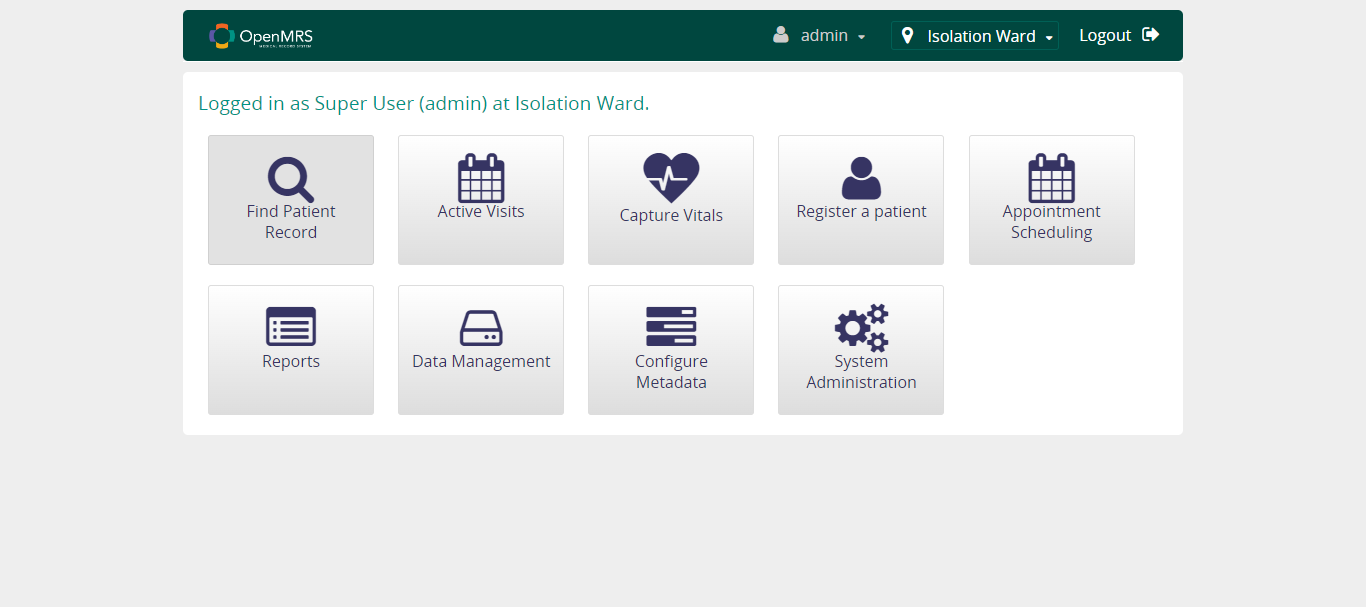 OpenMRS
MEDICAL RECORD SYSTEM
admin
Isolation Ward
Logout
Logged in as Super User (admin) at Isolation Ward.
Find Patient
Record
Active Visits
Capture Vitals
Register a patient
Appointment
Scheduling
Reports
Data Management
Configure
Metadata
System
Administration